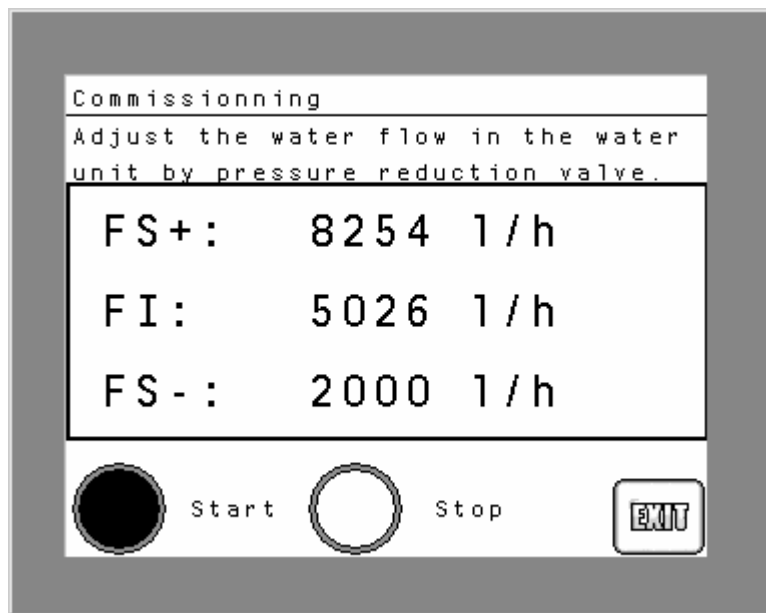 Commissionning
Adjust the water flow in the water
unit by pressure reduction valve.
FS+: 8254 l/h
FI: 5026 l/h
FS-: 2000 l/h
Start Stop EXIT